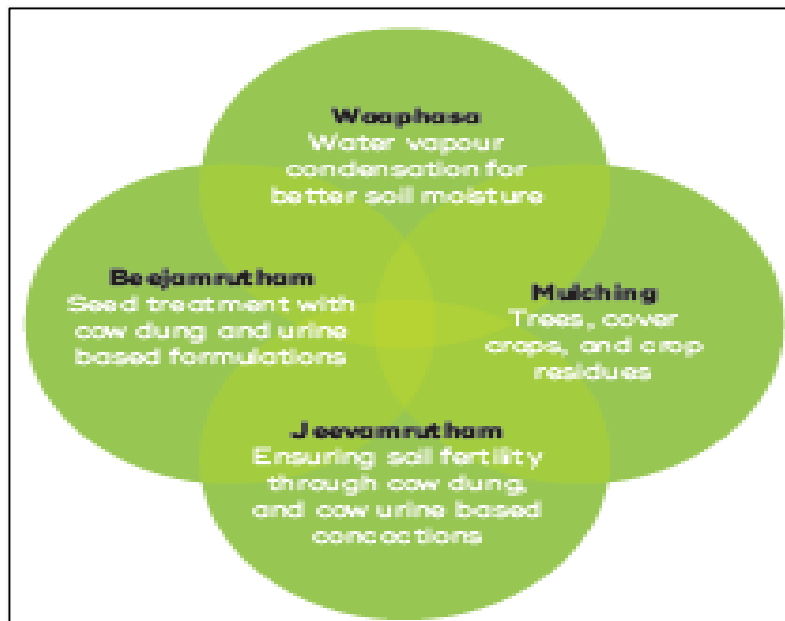 Waaphasa
Water vapour
condensation for
better soil moisture
Beejamrutham
Seed treatment with
cow dung and urine
based formulations
Mulching
Trees, cover
crops, and crop
residues
Jeevamrutham
Ensuring soil fertility
through cow dung,
and cow urine based
concoctions